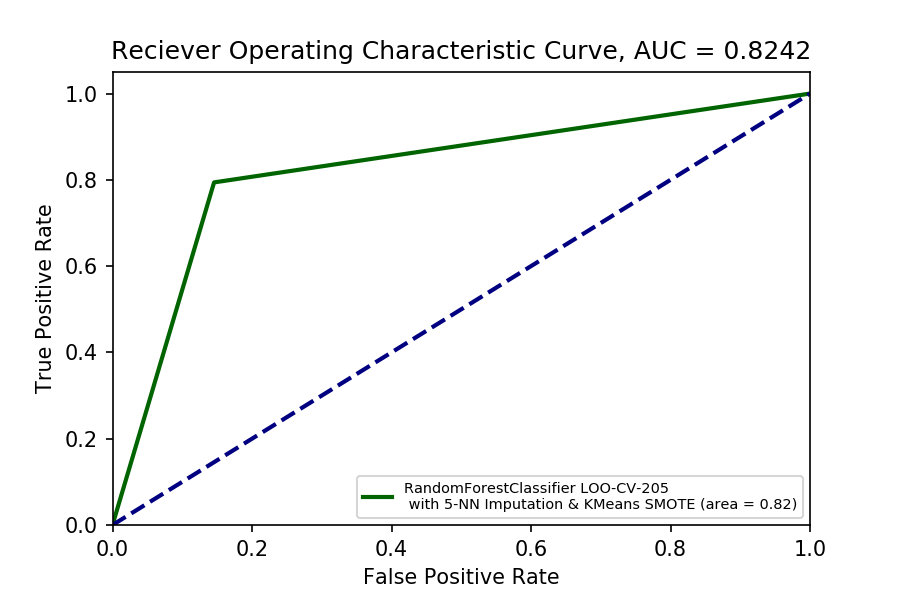 Reciever Operating Characteristic Curve, AUC = 0.8242
1.0
0.8
0.6
0.4
0.2
0.0
True Positive Rate
RandomForestClassifier LOO-CV-205
with 5-NN Imputation & KMeans SMOTE (area = 0.82)
0.0 0.2 0.4 0.6 0.8 1.0
False Positive Rate